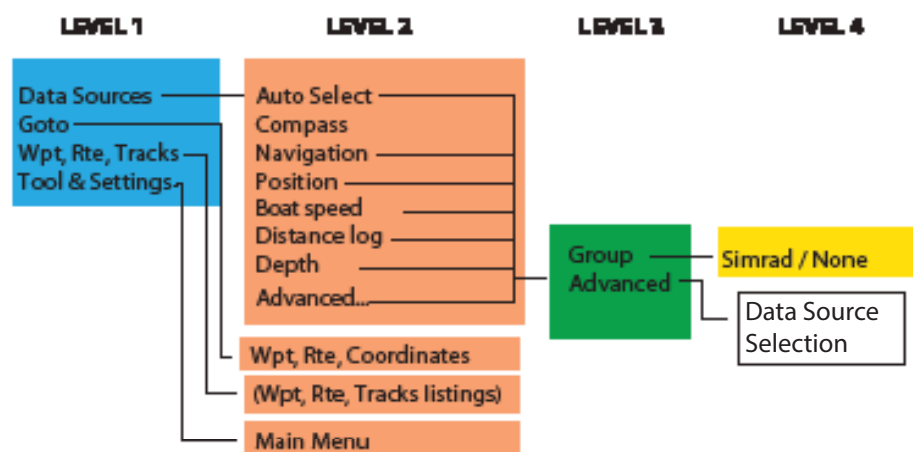 LEVEL 1
LEVEL 2
LEVEL 3
LEVEL 4
Data Sources
Goto
Wpt, Rte, Tracks
Tool & Settings
Auto Select
Compass
Navigation
Position
Boat speed
Distance log
Depth
Advanced...
Wpt, Rte, Coordinates
(Wpt, Rte, Tracks listings)
Main Menu
Group
Advanced
Simrad / None
Data Source
Selection